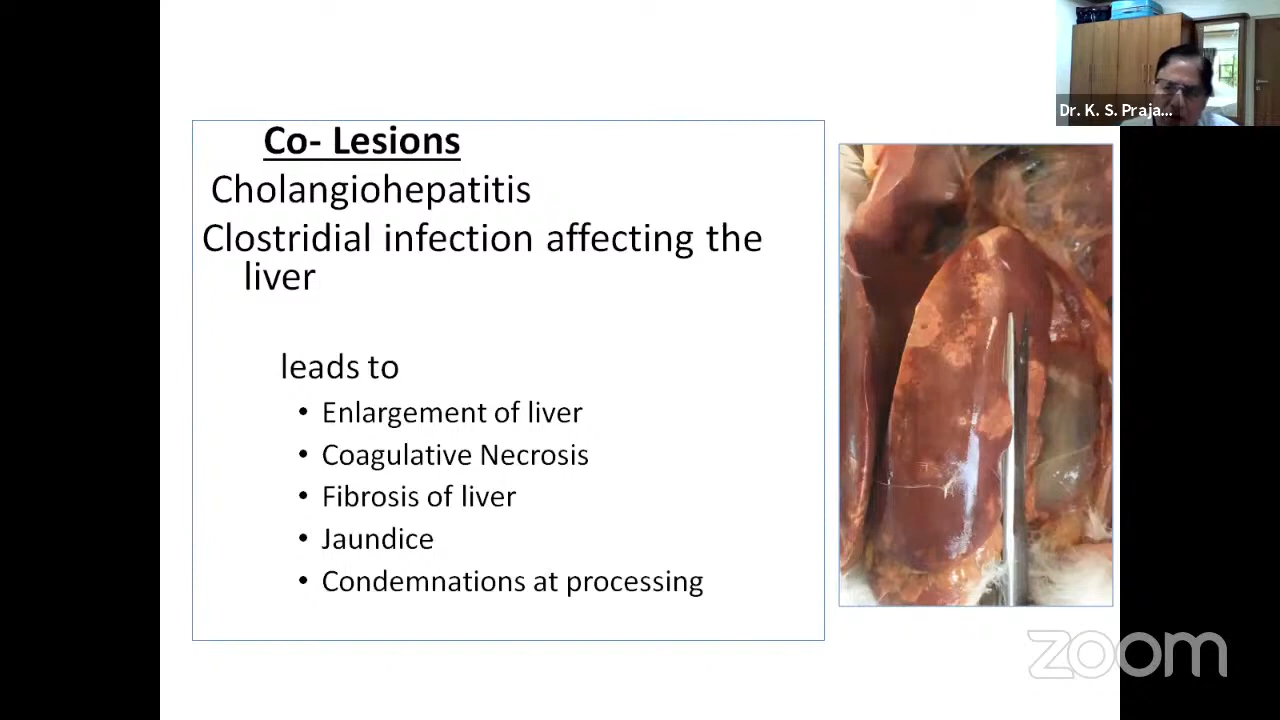 Dr. K. S. Praja...
Co- Lesions
Cholangiohepatitis
Clostridial infection affecting the
liver
leads to
• Enlargement of liver
• Coagulative Necrosis
• Fibrosis of liver
• Jaundice
• Condemnations at processing
zoom